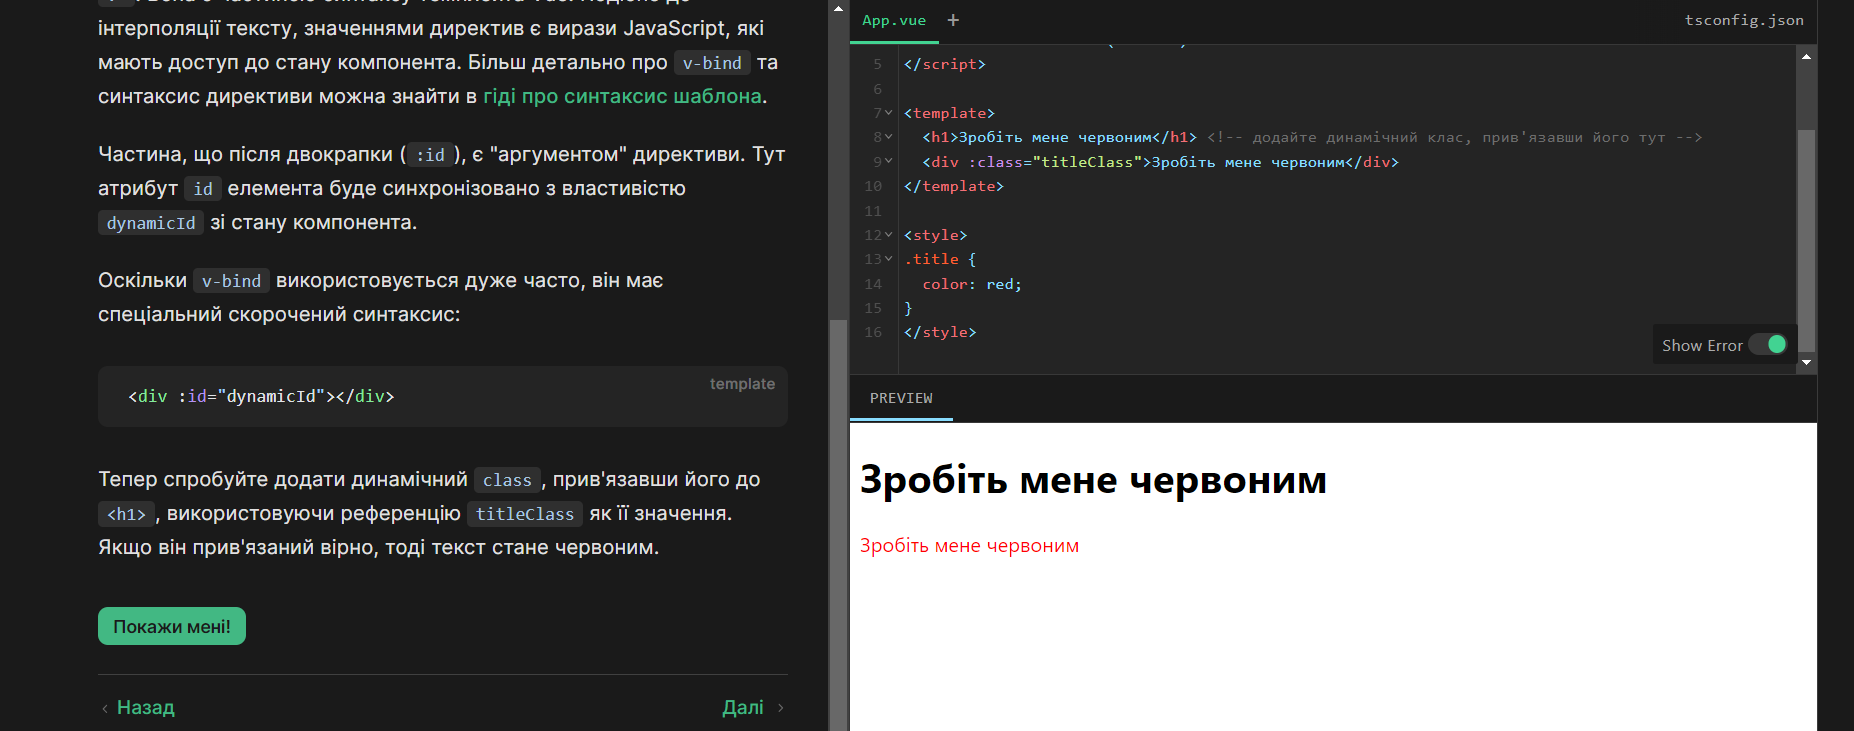 інтерполяції тексту, значеннями директив є вирази JavaScript, які
мають доступ до стану компонента. Більш детально про v-bind та
синтаксис директиви можна знайти в гіді про синтаксис шаблона.
Частина, що після двокрапки ( :id ), є "аргументом" директиви. Тут
атрибут id елемента буде синхронізовано з властивістю
dynamicId зі стану компонента.
Оскільки v-bind використовується дуже часто, він має
спеціальний скорочений синтаксис:
template
<div :id="dynamicId"></div>
Тепер спробуйте додати динамічний class , прив'язавши його до
<h1> , використовуючи референцію titleClass як її значення.
Якщо він прив'язаний вірно, тоді текст стане червоним.
Покажи мені!
‹ Назад
Далі ›
App.vue +
tsconfig.json
5 </script>
6
7 <template>
8 <h1>Зробіть мене червоним</h1> <!-- додайте динамічний клас, прив'язавши його тут -->
9 <div :class="titleClass">Зробіть мене червоним</div>
10 </template>
11
12 <style>
13 .title {
14 color: red;
15 }
16 </style>
Show Error
PREVIEW
Зробіть мене червоним
Зробіть мене червоним